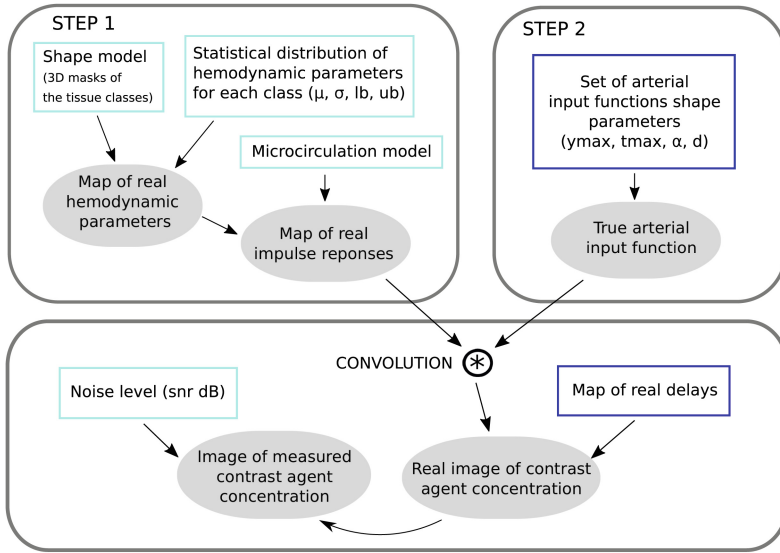 STEP 1
Shape model
(3D masks of
the tissue classes)
Statistical distribution of
hemodynamic parameters
for each class (μ, σ, lb, ub)
Microcirculation model
Map of real
hemodynamic
parameters
Map of real
impulse reponses
STEP 2
Set of arterial
input functions shape
parameters
(ymax, tmax, α, d)
True arterial
input function
CONVOLUTION *
Noise level (snr dB)
Map of real delays
Image of measured
contrast agent
concentration
Real image of contrast
agent concentration